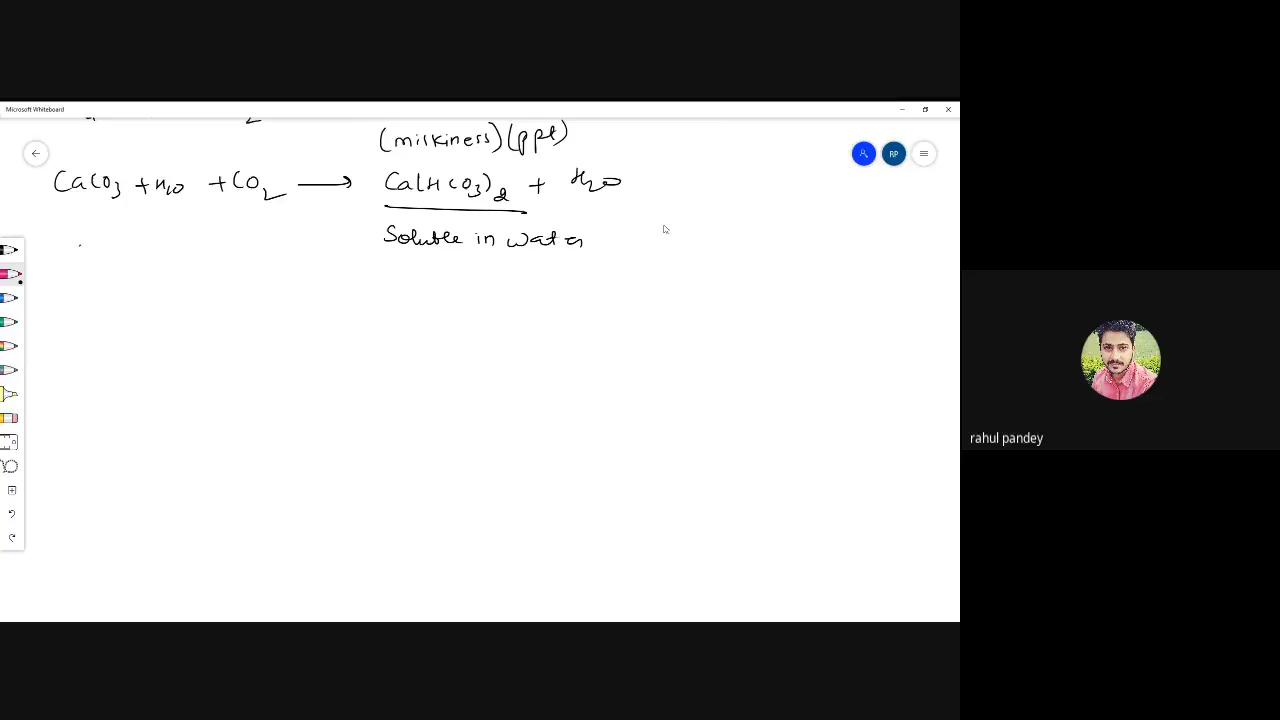 Microsoft Whiteboard
(milkiness) (ppt)
CaCO3 + H2O + CO2 ⟶ Ca(HCO3)2 + H2O
Soluble in water
RP
rahul pandey